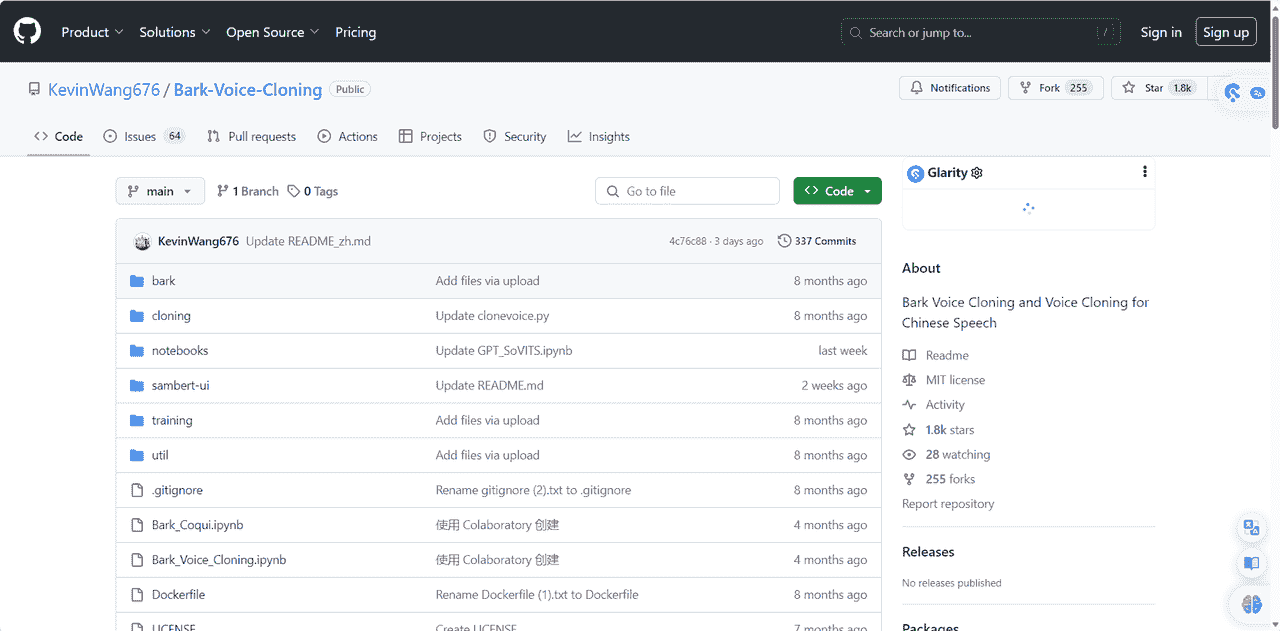 Product Solutions Open Source Pricing Search or jump to... / Sign in Sign up
KevinWang676 / Bark-Voice-Cloning Public Notifications Fork 255 Star 1.8k
Code Issues 64 Pull requests Actions Projects Security Insights
main 1 Branch 0 Tags Go to file Code
KevinWang676 Update README_zh.md 4c76c88 · 3 days ago 337 Commits
bark Add files via upload 8 months ago
cloning Update clonevoice.py 8 months ago
notebooks Update GPT_SoVITS.ipynb last week
sambert-ui Update README.md 2 weeks ago
training Add files via upload 8 months ago
util Add files via upload 8 months ago
.gitignore Rename gitignore (2).txt to .gitignore 8 months ago
Bark_Coqui.ipynb 使用 Colaboratory 创建 4 months ago
Bark_Voice_Cloning.ipynb 使用 Colaboratory 创建 4 months ago
Dockerfile Rename Dockerfile (1).txt to Dockerfile 8 months ago
LICENSE Create LICENSE 7 months ago
Glarity
About
Bark Voice Cloning and Voice Cloning for
Chinese Speech
Readme
MIT license
Activity
1.8k stars
28 watching
255 forks
Report repository
Releases
No releases published
Packages